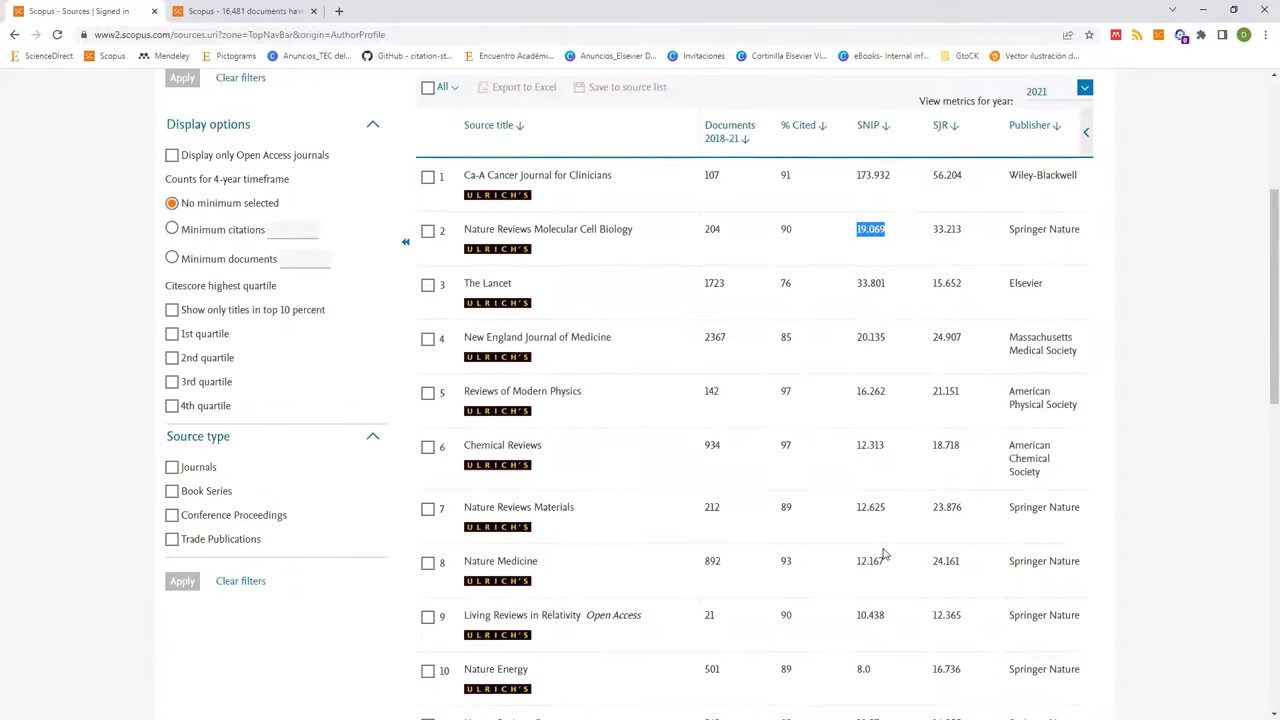 Scopus - Sources | Signed in
Scopus - 16,481 documents have
www2.scopus.com/sources.uri?zone=TopNavBar&origin=AuthorProfile
D
ScienceDirect
Scopus
Mendeley
Pictograms
Anuncios_TEC del...
GitHub - citation-st...
Encuentro Académi...
Anuncios_Elsevier D...
Invitaciones
Cortinilla Elsevier Vi...
eBooks- Internal inf...
GtoCK
Vector ilustración d...
Apply
Clear filters
All
Export to Excel
Save to source list
View metrics for year:
2021
Display options
Display only Open Access journals
Counts for 4-year timeframe
No minimum selected
Minimum citations
Minimum documents
Citescore highest quartile
Show only titles in top 10 percent
1st quartile
2nd quartile
3rd quartile
4th quartile
Source type
Journals
Book Series
Conference Proceedings
Trade Publications
Apply
Clear filters
Source title Documents 2018-21 % Cited SNIP SJR Publisher
1 Ca-A Cancer Journal for Clinicians 107 91 173.932 56.204 Wiley-Blackwell
ULRICH'S
2 Nature Reviews Molecular Cell Biology 204 90 19.069 33.213 Springer Nature
ULRICH'S
3 The Lancet 1723 76 33.801 15.652 Elsevier
ULRICH'S
4 New England Journal of Medicine 2367 85 20.135 24.907 Massachusetts Medical Society
ULRICH'S
5 Reviews of Modern Physics 142 97 16.262 21.151 American Physical Society
ULRICH'S
6 Chemical Reviews 934 97 12.313 18.718 American Chemical Society
ULRICH'S
7 Nature Reviews Materials 212 89 12.625 23.876 Springer Nature
ULRICH'S
8 Nature Medicine 892 93 12.167 24.161 Springer Nature
ULRICH'S
9 Living Reviews in Relativity Open Access 21 90 10.438 12.365 Springer Nature
ULRICH'S
10 Nature Energy 501 89 8.0 16.736 Springer Nature
ULRICH'S